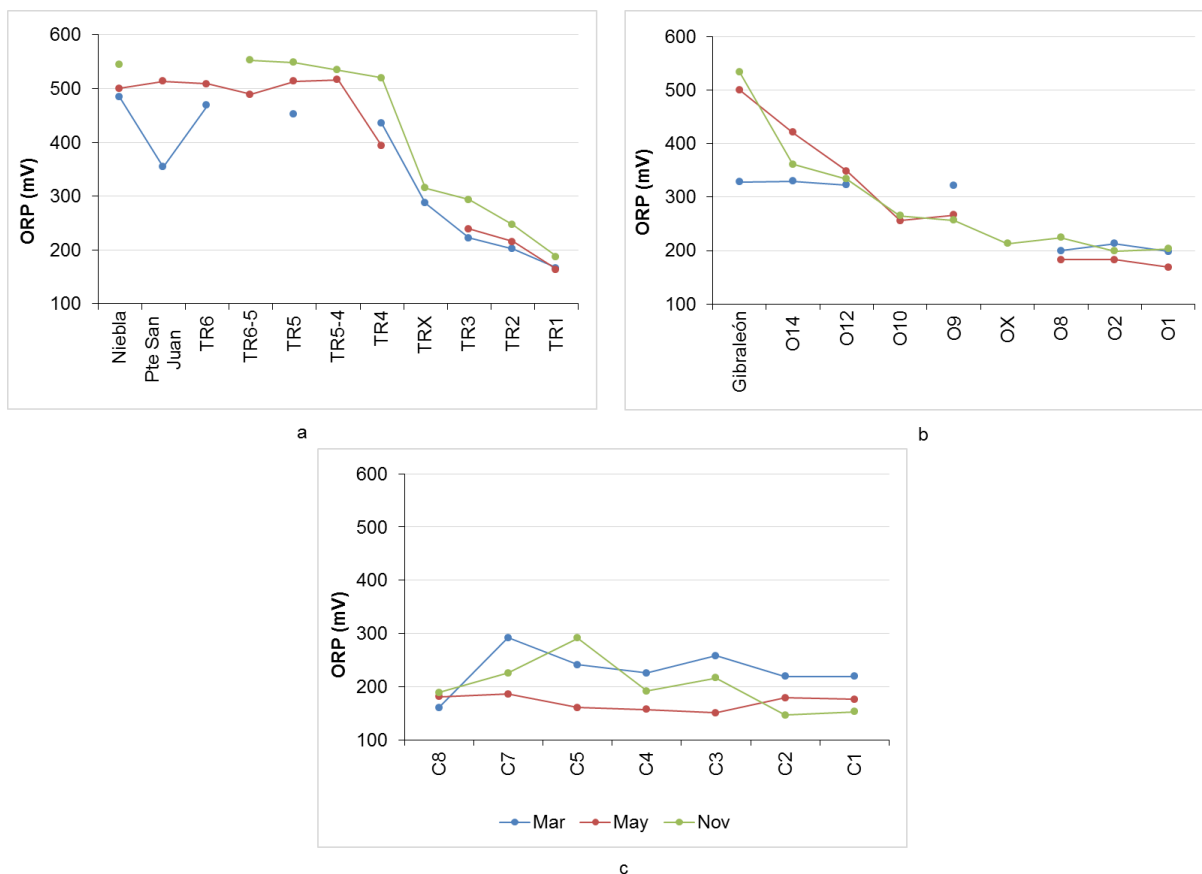 600
500
400
300
200
100
ORP (mV)
Niebla
Pte San
Juan
TR6
TR6-5
TR5
TR5-4
TR4
TRX
TR3
TR2
TR1
a
600
500
400
300
200
100
ORP (mV)
Gibraleón
O14
O12
O10
O9
OX
O8
O2
O1
b
600
500
400
300
200
100
ORP (mV)
C8
C7
C5
C4
C3
C2
C1
Mar May Nov
c